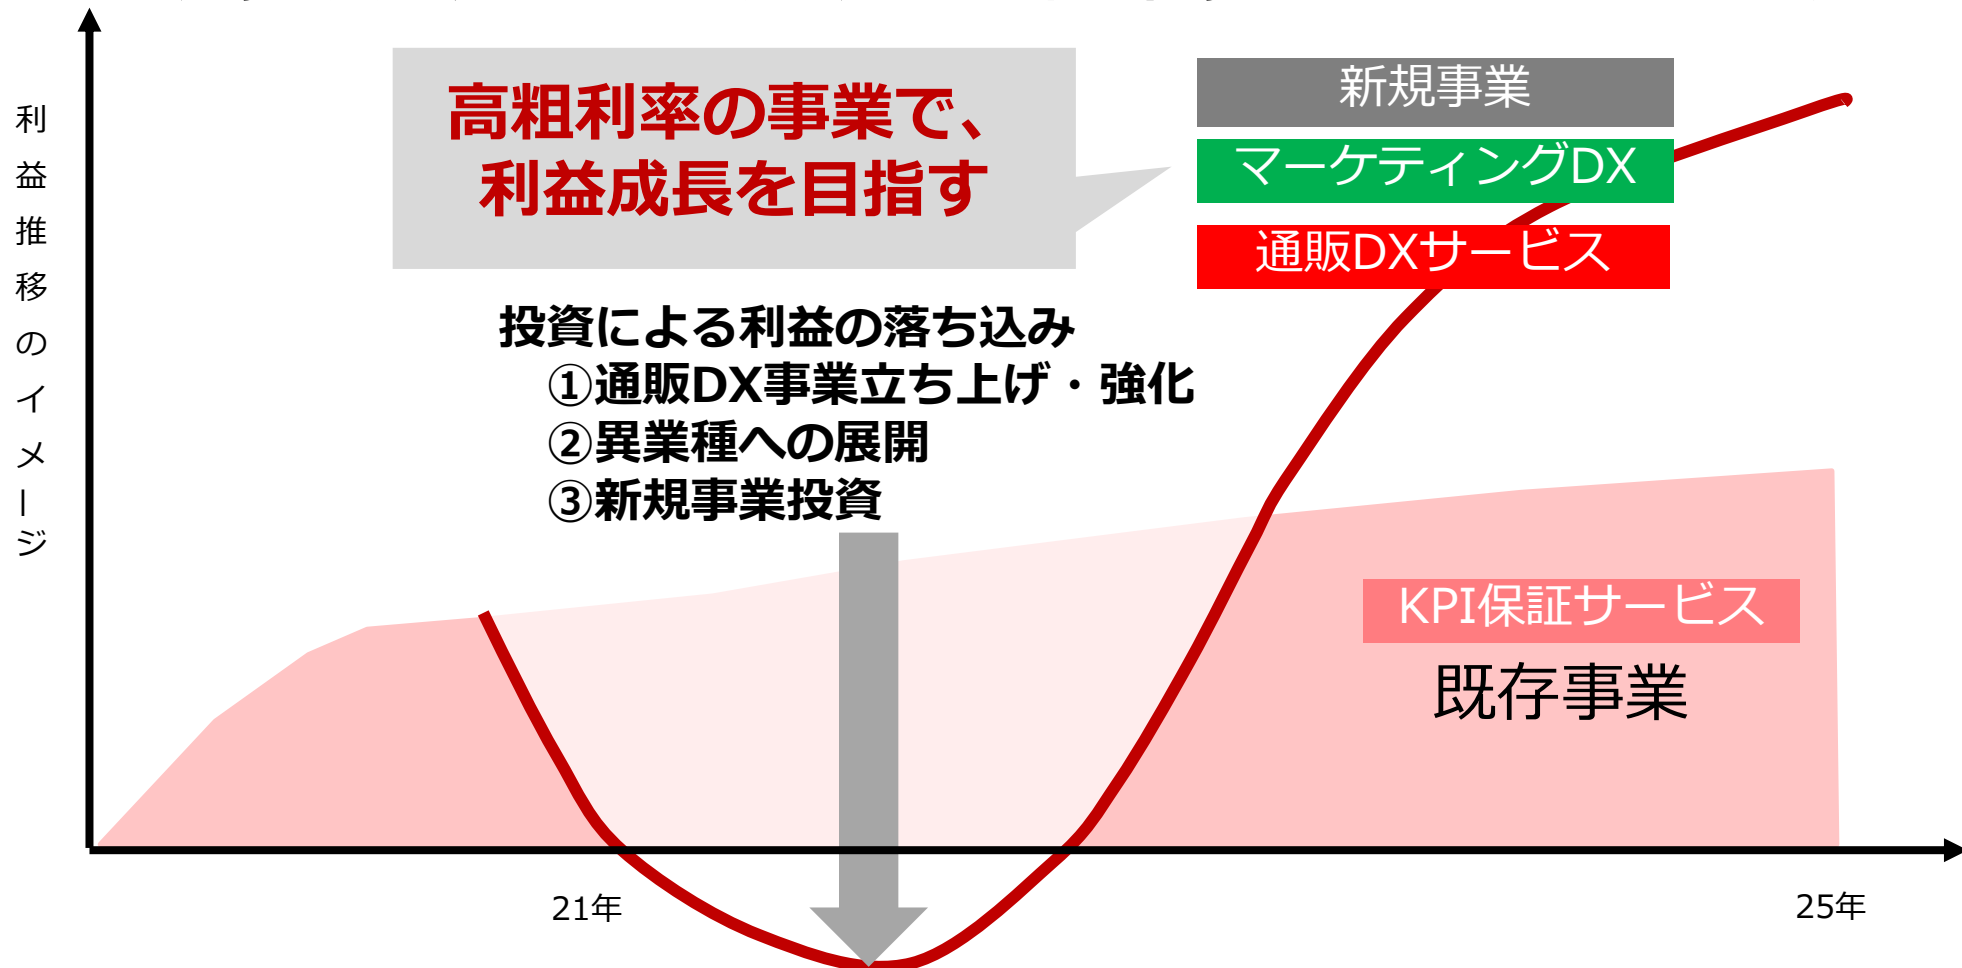 利益推移のイメージ
高粗利率の事業で、
利益成長を目指す
新規事業
マーケティングDX
通販DXサービス
投資による利益の落ち込み
①通販DX事業立ち上げ・強化
②異業種への展開
③新規事業投資
KPI保証サービス
既存事業
21年
25年